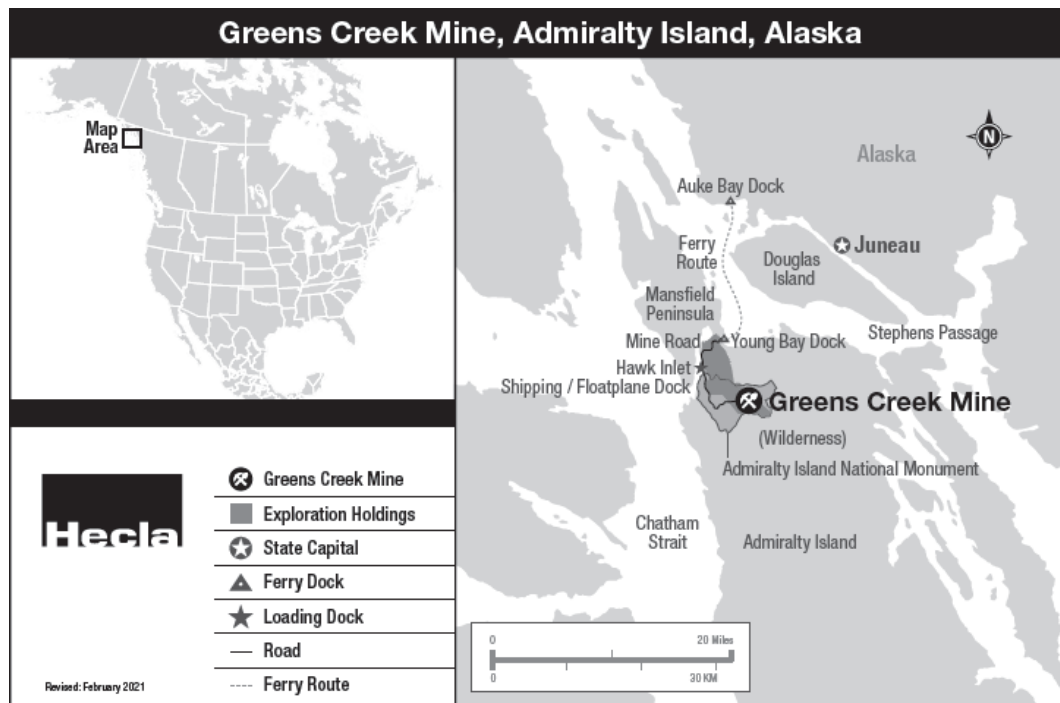 Greens Creek Mine, Admiralty Island, Alaska
Map
Area
N
Alaska
Auke Bay Dock
Ferry
Route
Juneau
Douglas
Island
Mansfield
Peninsula
Stephens Passage
Mine Road
Young Bay Dock
Hawk Inlet
Shipping / Floatplane Dock
Greens Creek Mine
(Wilderness)
Admiralty Island National Monument
Chatham
Strait
Admiralty Island
0
20 Miles
0
30 KM
Hecla
Greens Creek Mine
Exploration Holdings
State Capital
Ferry Dock
Loading Dock
Road
Ferry Route
Revised: February 2021